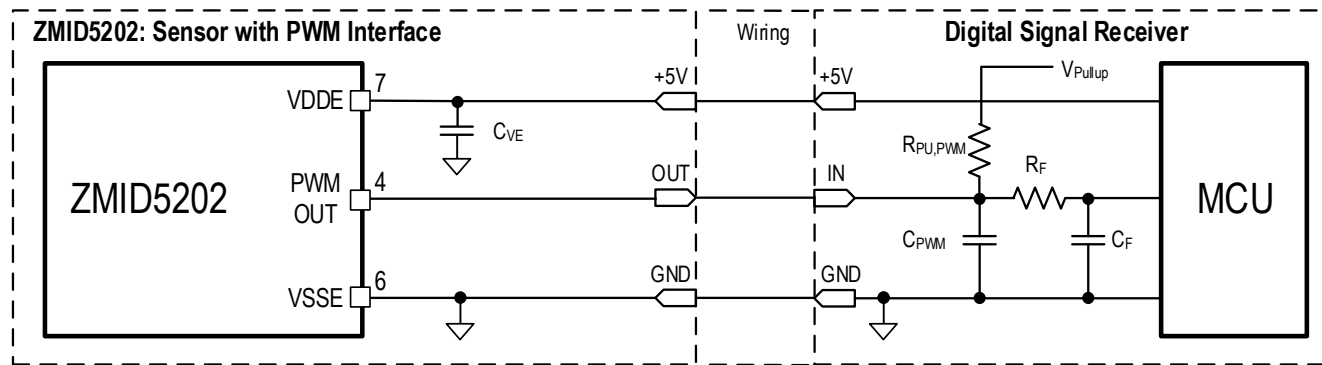 ZMID5202: Sensor with PWM Interface
Wiring
Digital Signal Receiver
7
VDDE
+5V
+5V
VPullup
CVE
RPU,PWM
ZMID5202
PWM
OUT
4
OUT
IN
RF
MCU
CPWM
CF
6
VSSE
GND
GND